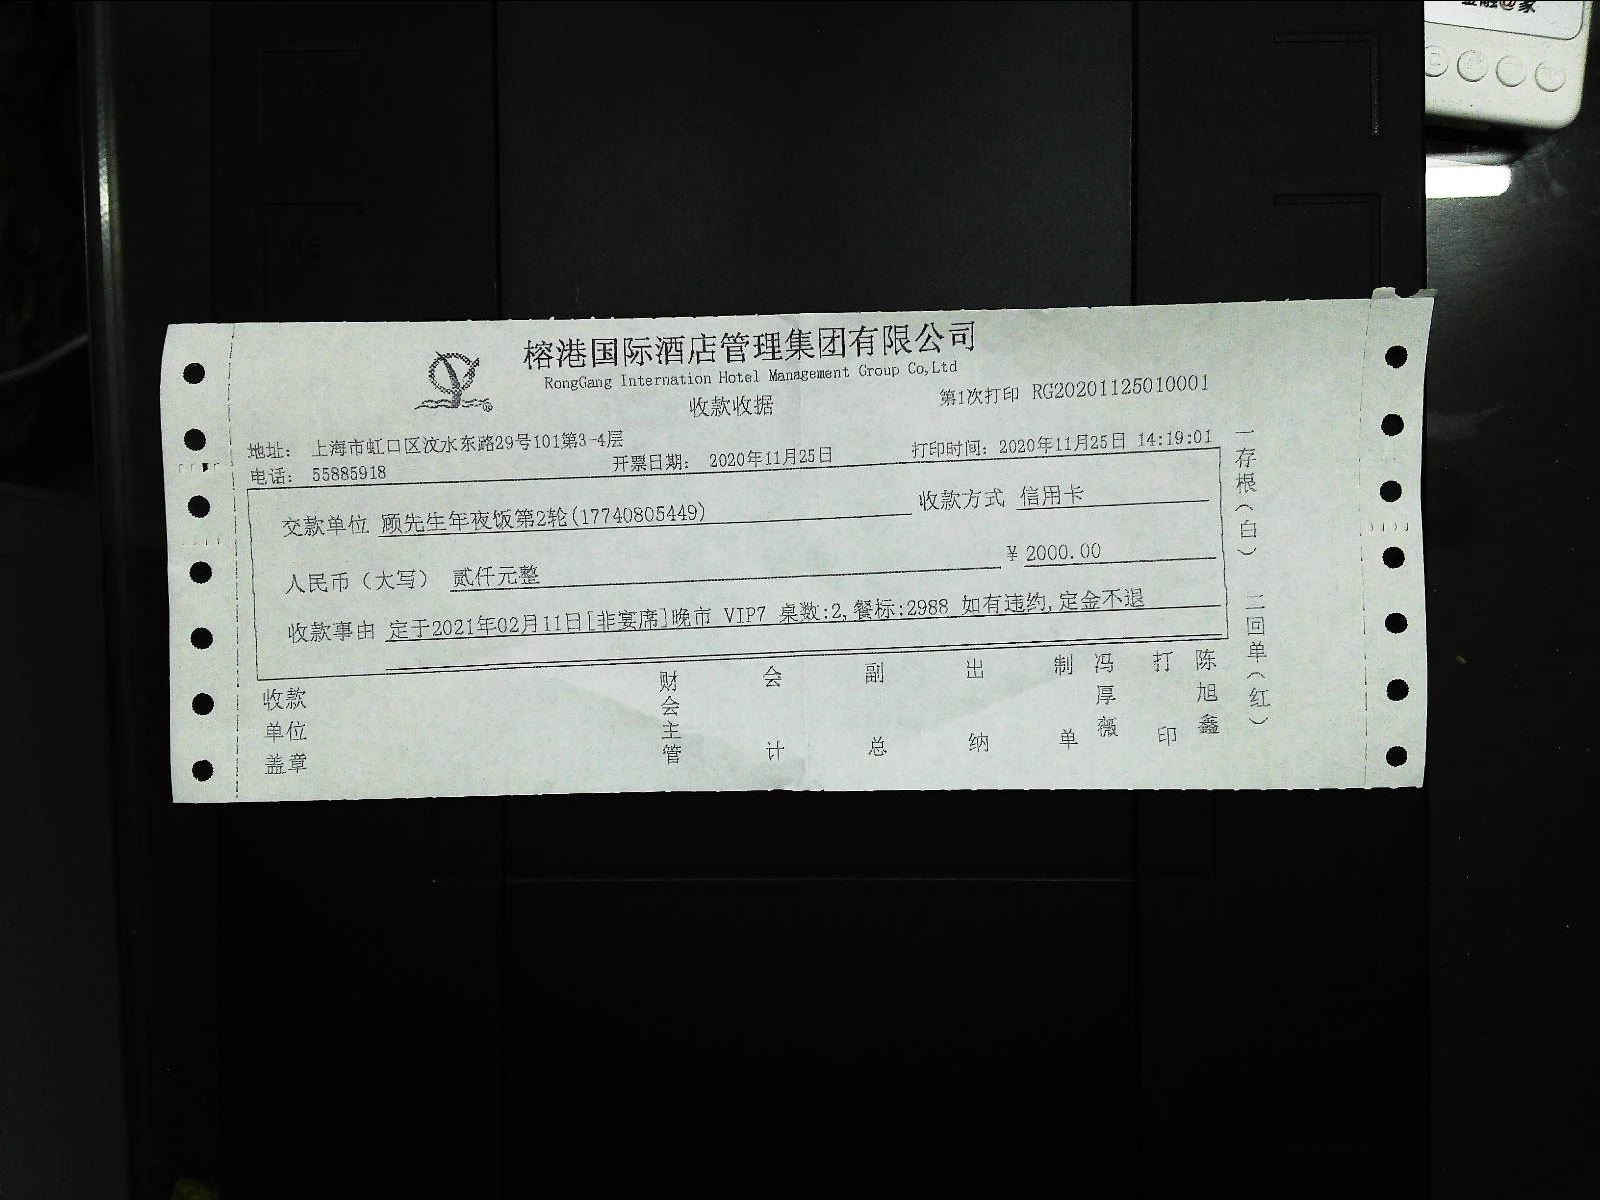 榕港国际酒店管理集团有限公司
RongGang Internation Hotel Management Group Co,Ltd
收款收据
第1次打印 RG20201125010001
地址: 上海市虹口区汶水东路29号101第3-4层
电话: 55885918
开票日期: 2020年11月25日
打印时间: 2020年11月25日 14:19:01
交款单位 顾先生年夜饭第2轮(17740805449)
收款方式 信用卡
人民币（大写） 贰仟元整
¥ 2000.00
收款事由 定于2021年02月11日[非宴席]晚市 VIP7 桌数:2,餐标:2988 如有违约,定金不退
收款单位盖章
财会主管
会计
副总
出纳
制单
冯厚薇
打印
陈旭鑫
一存根（白）
二回单（红）